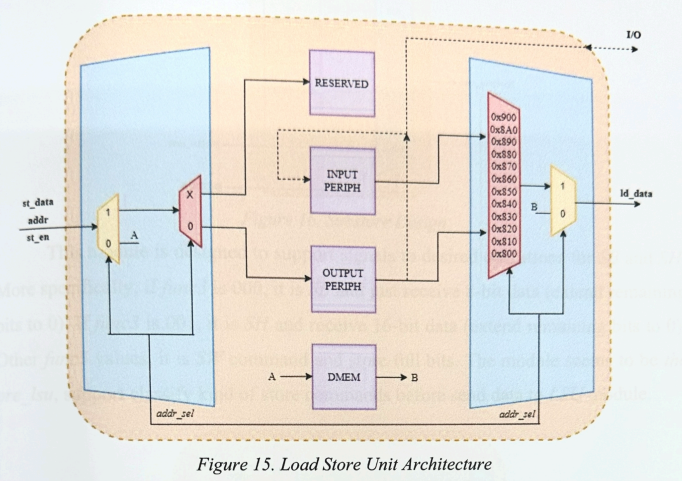 I/O
RESERVED
INPUT
PERIPH
OUTPUT
PERIPH
A
DMEM
B
st_data
addr
st_en
1
0
A
X
0
0x900
0x8A0
0x890
0x880
0x870
0x860
0x850
0x840
0x830
0x820
0x810
0x800
1
B
0
ld_data
addr_sel
addr_sel
Figure 15. Load Store Unit Architecture